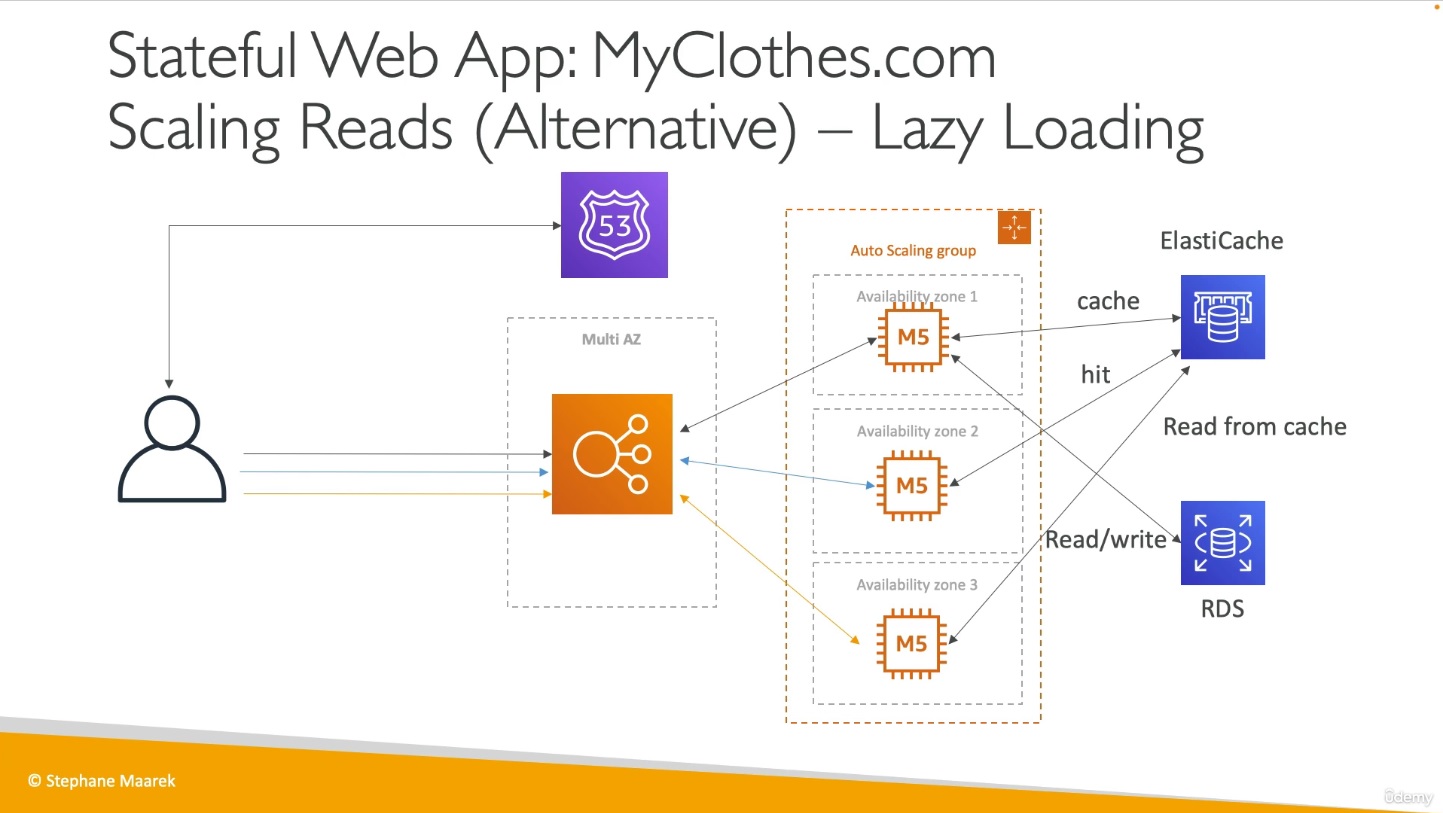 Stateful Web App: MyClothes.com
Scaling Reads (Alternative) – Lazy Loading
53
Auto Scaling group
ElastiCache
Availability zone 1
M5
cache
Multi AZ
hit
Availability zone 2
M5
Read from cache
Read/write
Availability zone 3
M5
RDS
© Stephane Maarek
ûdemy